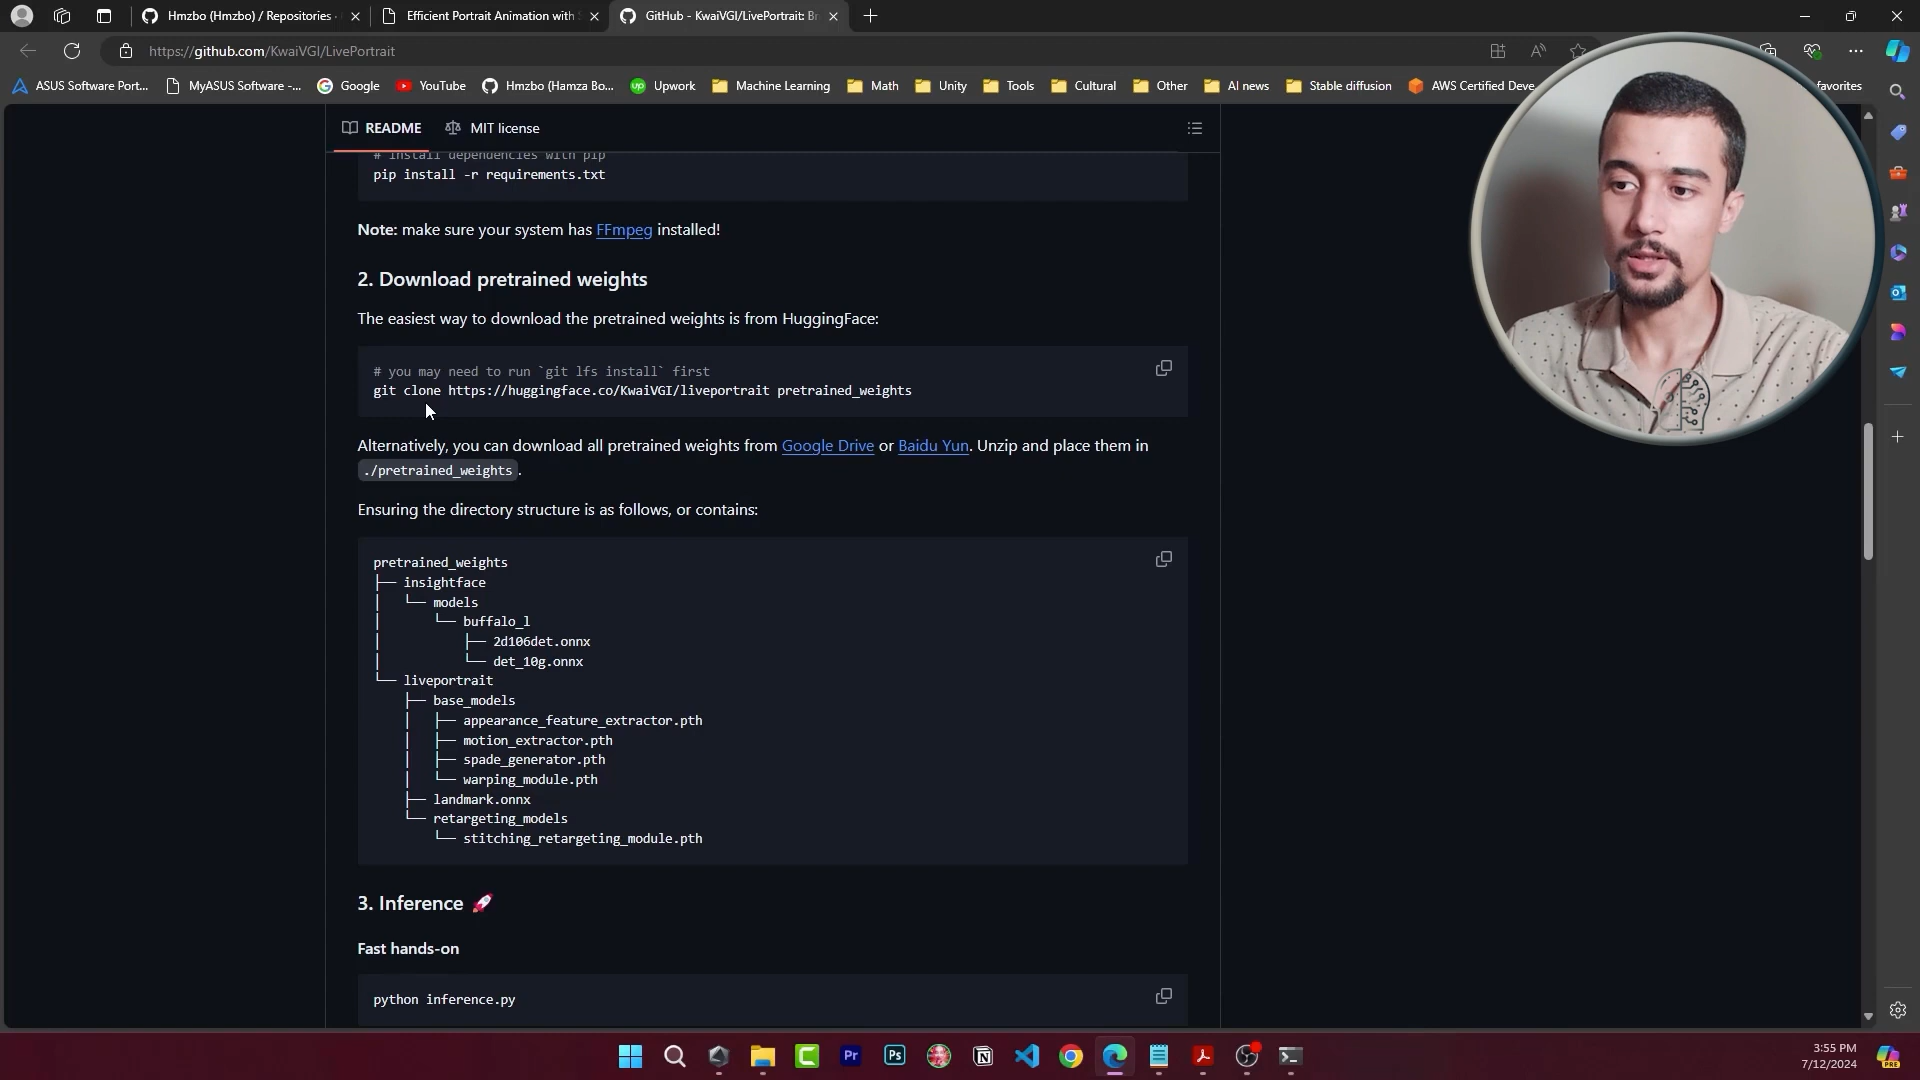 Hmzbo (Hmzbo) / Repositories
Efficient Portrait Animation with
GitHub - KwaiVGI/LivePortrait: Br
https://github.com/KwaiVGI/LivePortrait
ASUS Software Port...
MyASUS Software -...
Google
YouTube
Hmzbo (Hamza Bo...
Upwork
Machine Learning
Math
Unity
Tools
Cultural
Other
AI news
Stable diffusion
AWS Certified Deve
favorites
README
MIT license
# install dependencies with pip
pip install -r requirements.txt
Note: make sure your system has FFmpeg installed!
2. Download pretrained weights
The easiest way to download the pretrained weights is from HuggingFace:
# you may need to run `git lfs install` first
git clone https://huggingface.co/KwaiVGI/liveportrait pretrained_weights
Alternatively, you can download all pretrained weights from Google Drive or Baidu Yun. Unzip and place them in
./pretrained_weights.
Ensuring the directory structure is as follows, or contains:
pretrained_weights
├── insightface
│   └── models
│       └── buffalo_l
│           ├── 2d106det.onnx
│           └── det_10g.onnx
└── liveportrait
    ├── base_models
    │   ├── appearance_feature_extractor.pth
    │   ├── motion_extractor.pth
    │   ├── spade_generator.pth
    │   └── warping_module.pth
    ├── landmark.onnx
    └── retargeting_models
        └── stitching_retargeting_module.pth
3. Inference 🚀
Fast hands-on
python inference.py
3:55 PM
7/12/2024